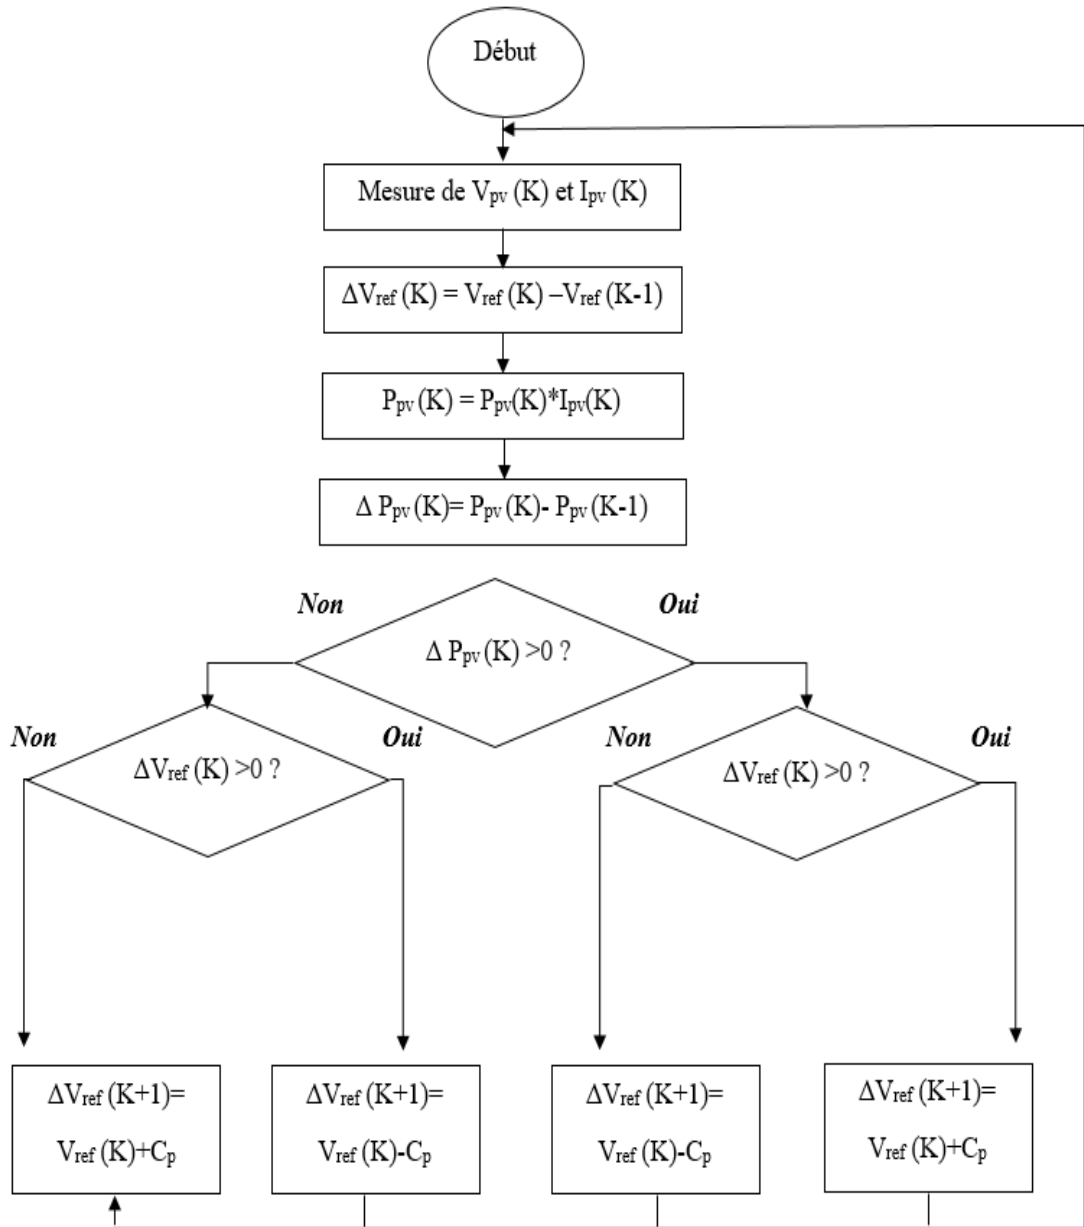 Début
Mesure de Vpv (K) et Ipv (K)
ΔVref (K) = Vref (K) –Vref (K-1)
Ppv (K) = Ppv(K)*Ipv(K)
Δ Ppv (K)= Ppv (K)- Ppv (K-1)
Non
Oui
Δ Ppv (K) >0 ?
Non
Oui
ΔVref (K) >0 ?
Non
Oui
ΔVref (K) >0 ?
ΔVref (K+1)=
Vref (K)+Cp
ΔVref (K+1)=
Vref (K)-Cp
ΔVref (K+1)=
Vref (K)-Cp
ΔVref (K+1)=
Vref (K)+Cp